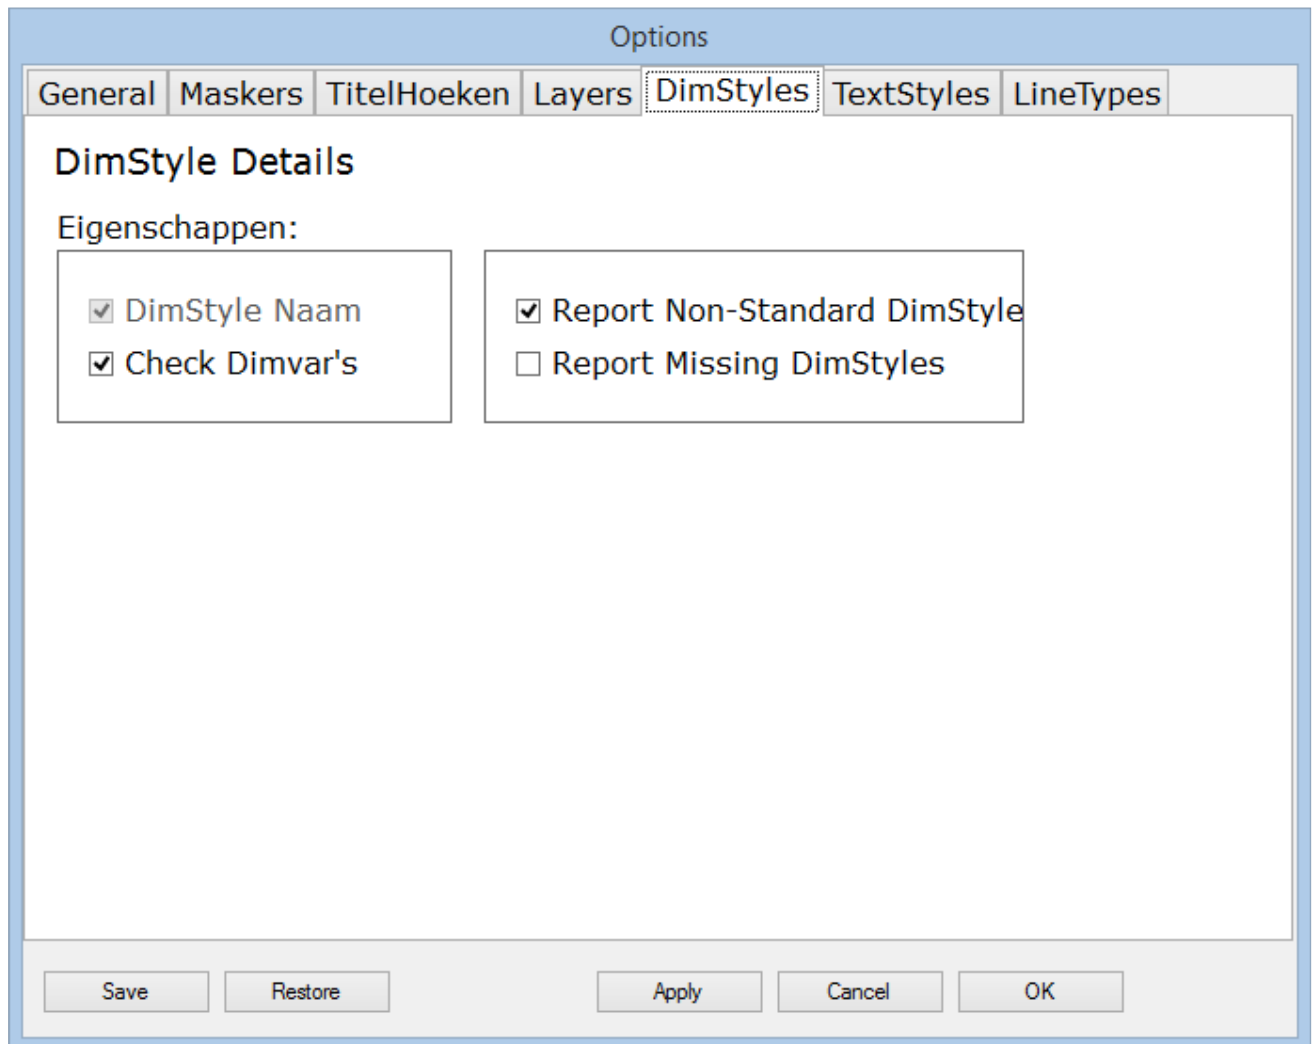 Options
General Maskers TitelHoeken Layers DimStyles TextStyles LineTypes
DimStyle Details
Eigenschappen:
DimStyle Naam
Check Dimvar's
Report Non-Standard DimStyle
Report Missing DimStyles
Save Restore Apply Cancel OK